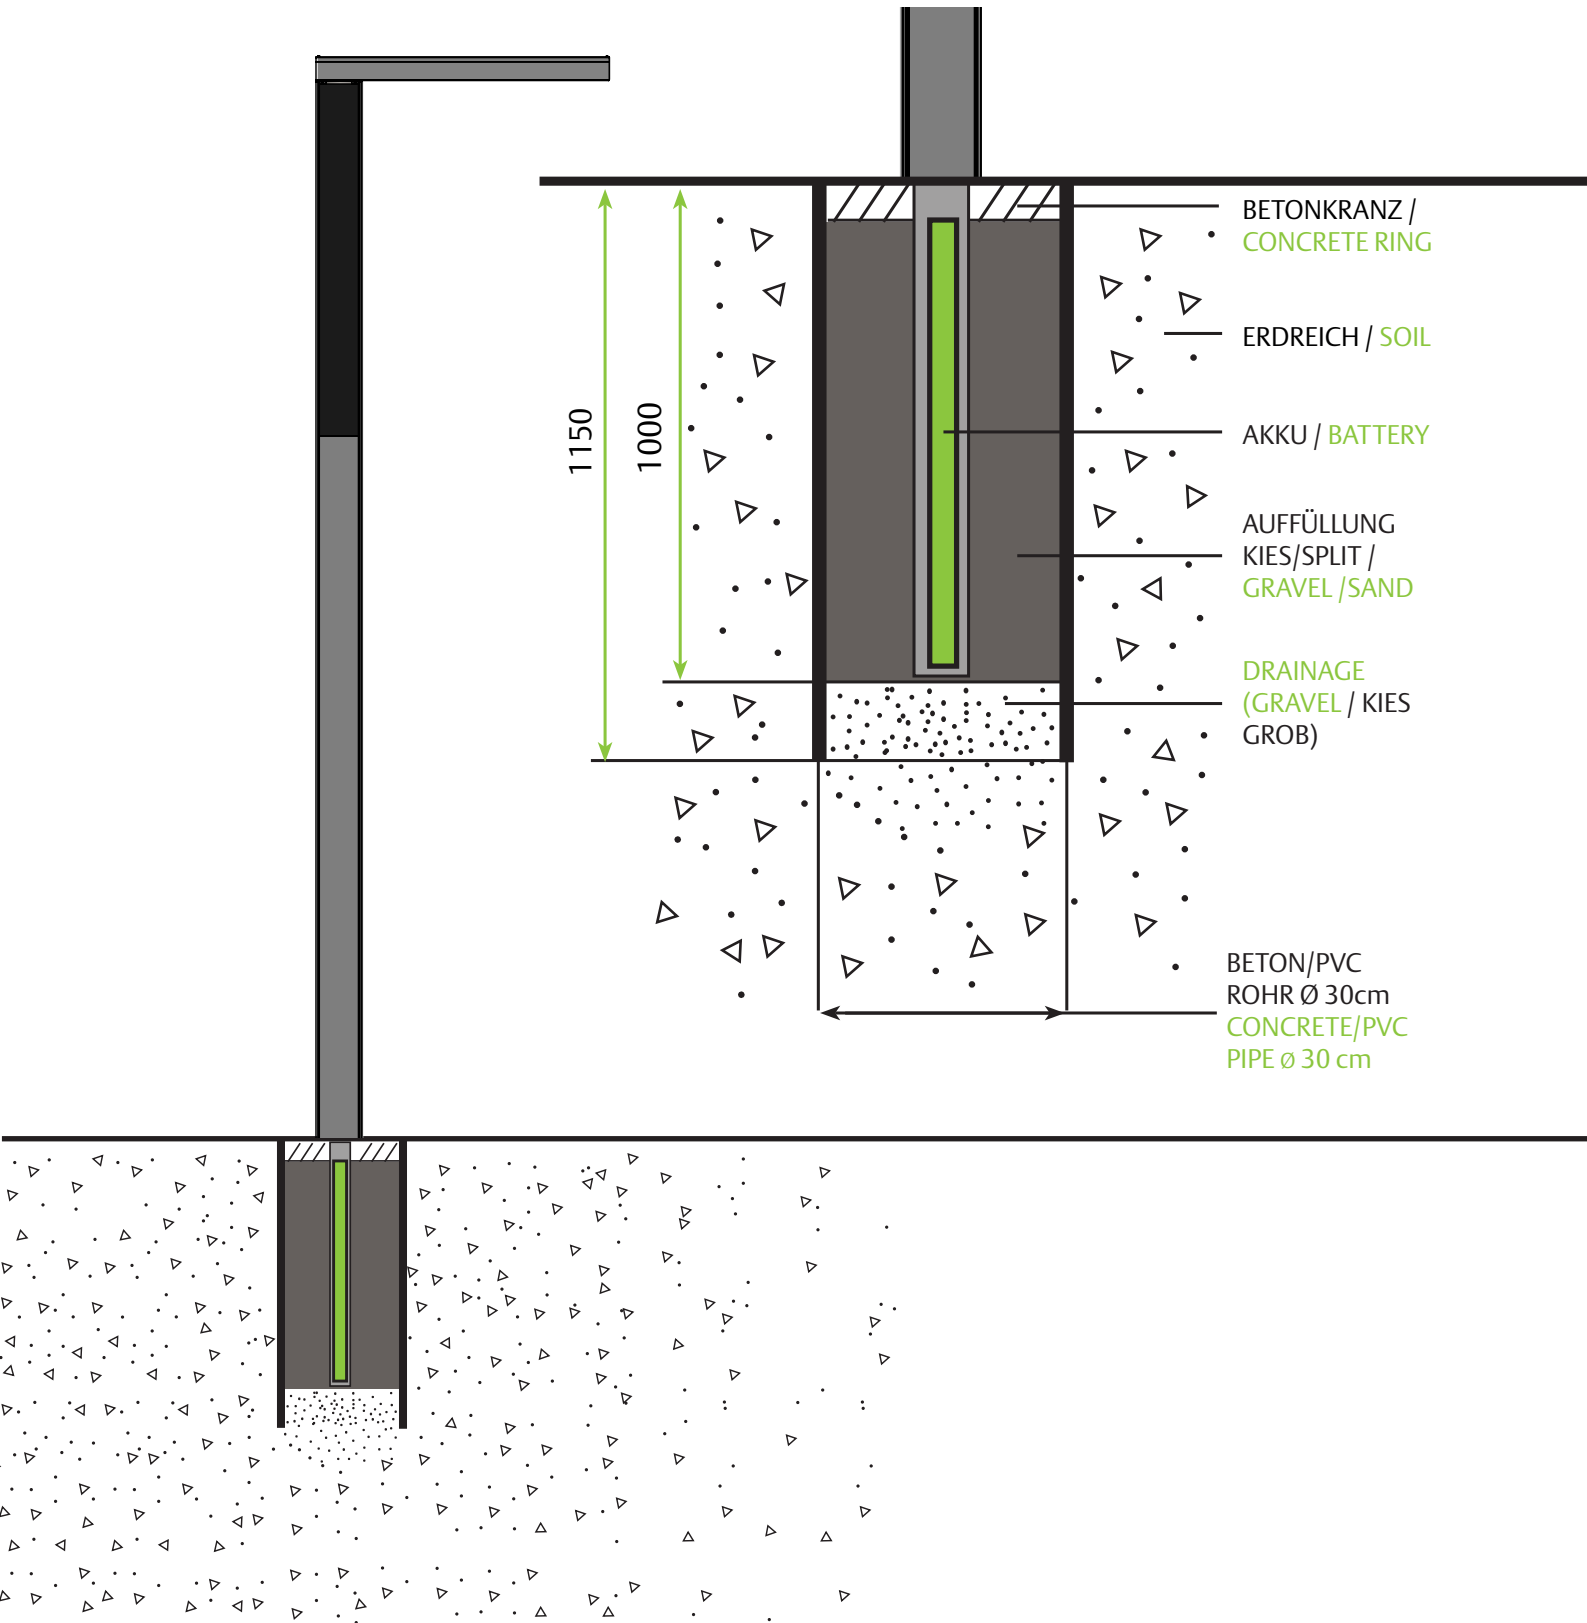 BETONKRANZ /
CONCRETE RING
ERDREICH / SOIL
1150
1000
AKKU / BATTERY
AUFFÜLLUNG
KIES/SPLIT /
GRAVEL /SAND
DRAINAGE
(GRAVEL / KIES
GROB)
BETON/PVC
ROHR Ø 30cm
CONCRETE/PVC
PIPE Ø 30 cm